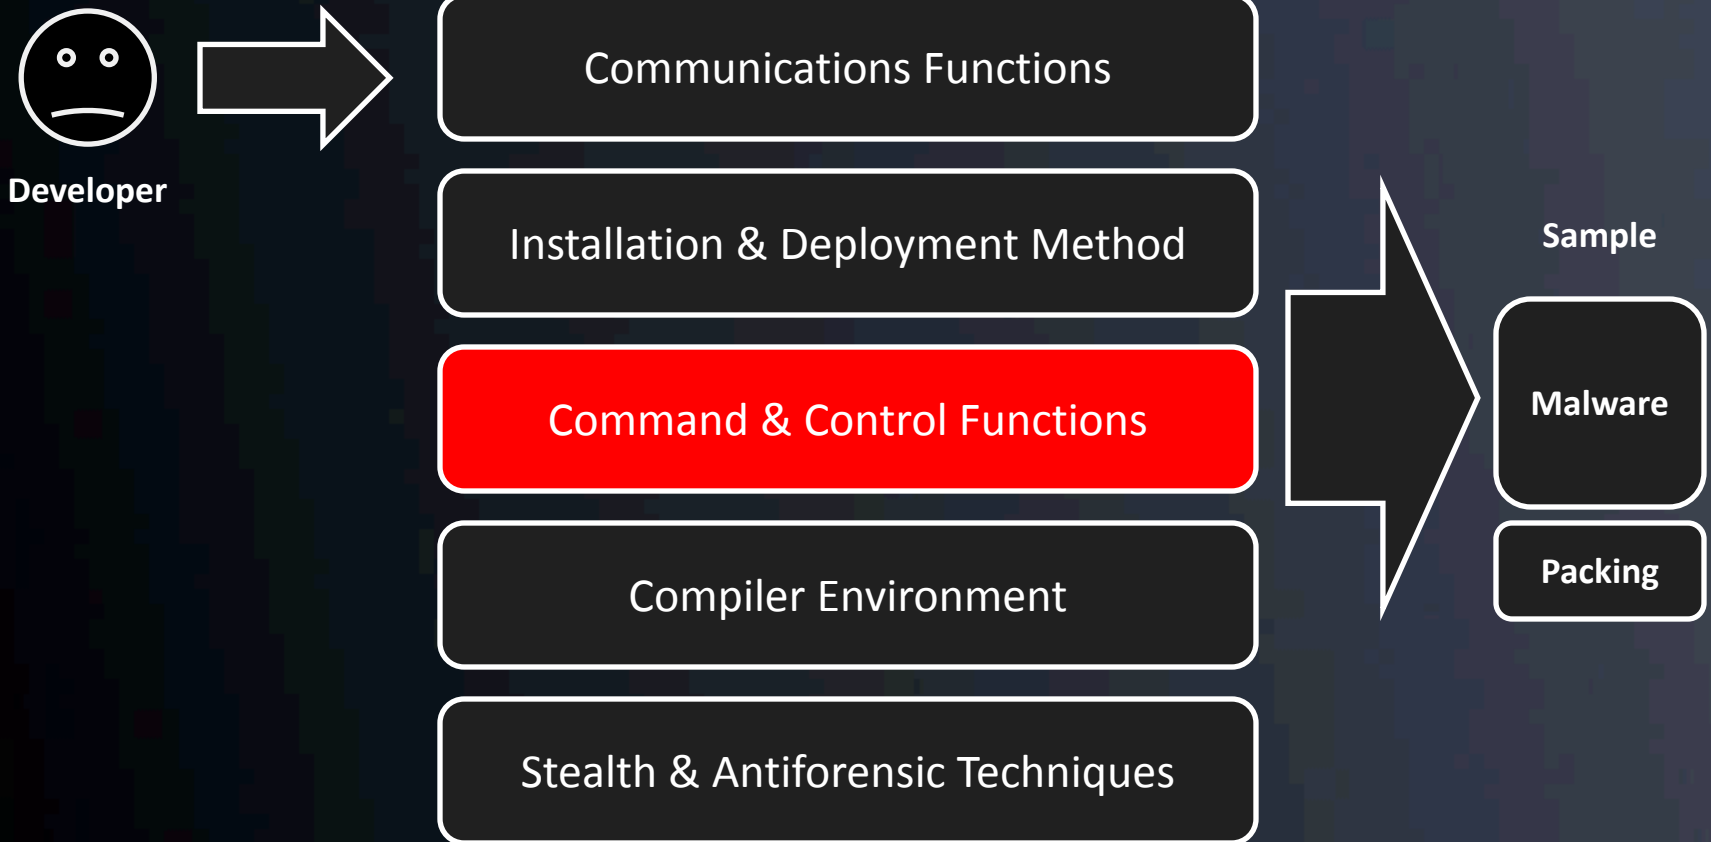 Developer
Communications Functions
Installation & Deployment Method
Command & Control Functions
Compiler Environment
Stealth & Antiforensic Techniques
Sample
Malware
Packing